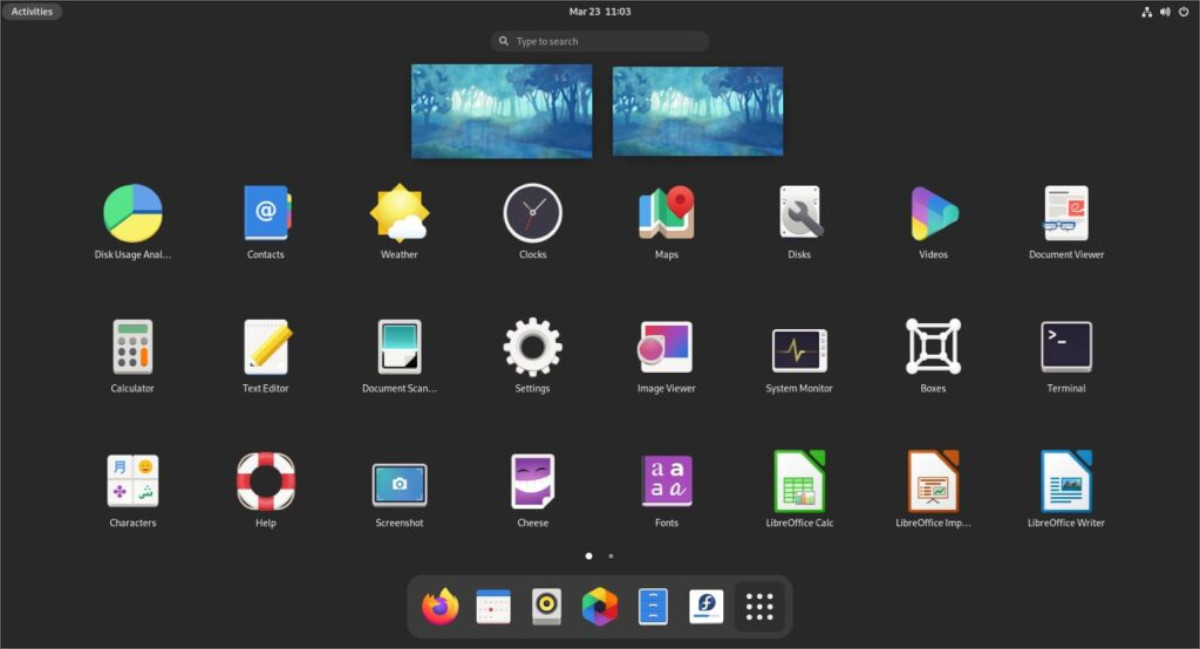 Activities
Mar 23 11:03
Type to search
Disk Usage Anal...
Contacts
Weather
Clocks
Maps
Disks
Videos
Document Viewer
Calculator
Text Editor
Document Scan...
Settings
Image Viewer
System Monitor
Boxes
Terminal
Characters
Help
Screenshot
Cheese
Fonts
LibreOffice Calc
LibreOffice Imp...
LibreOffice Writer